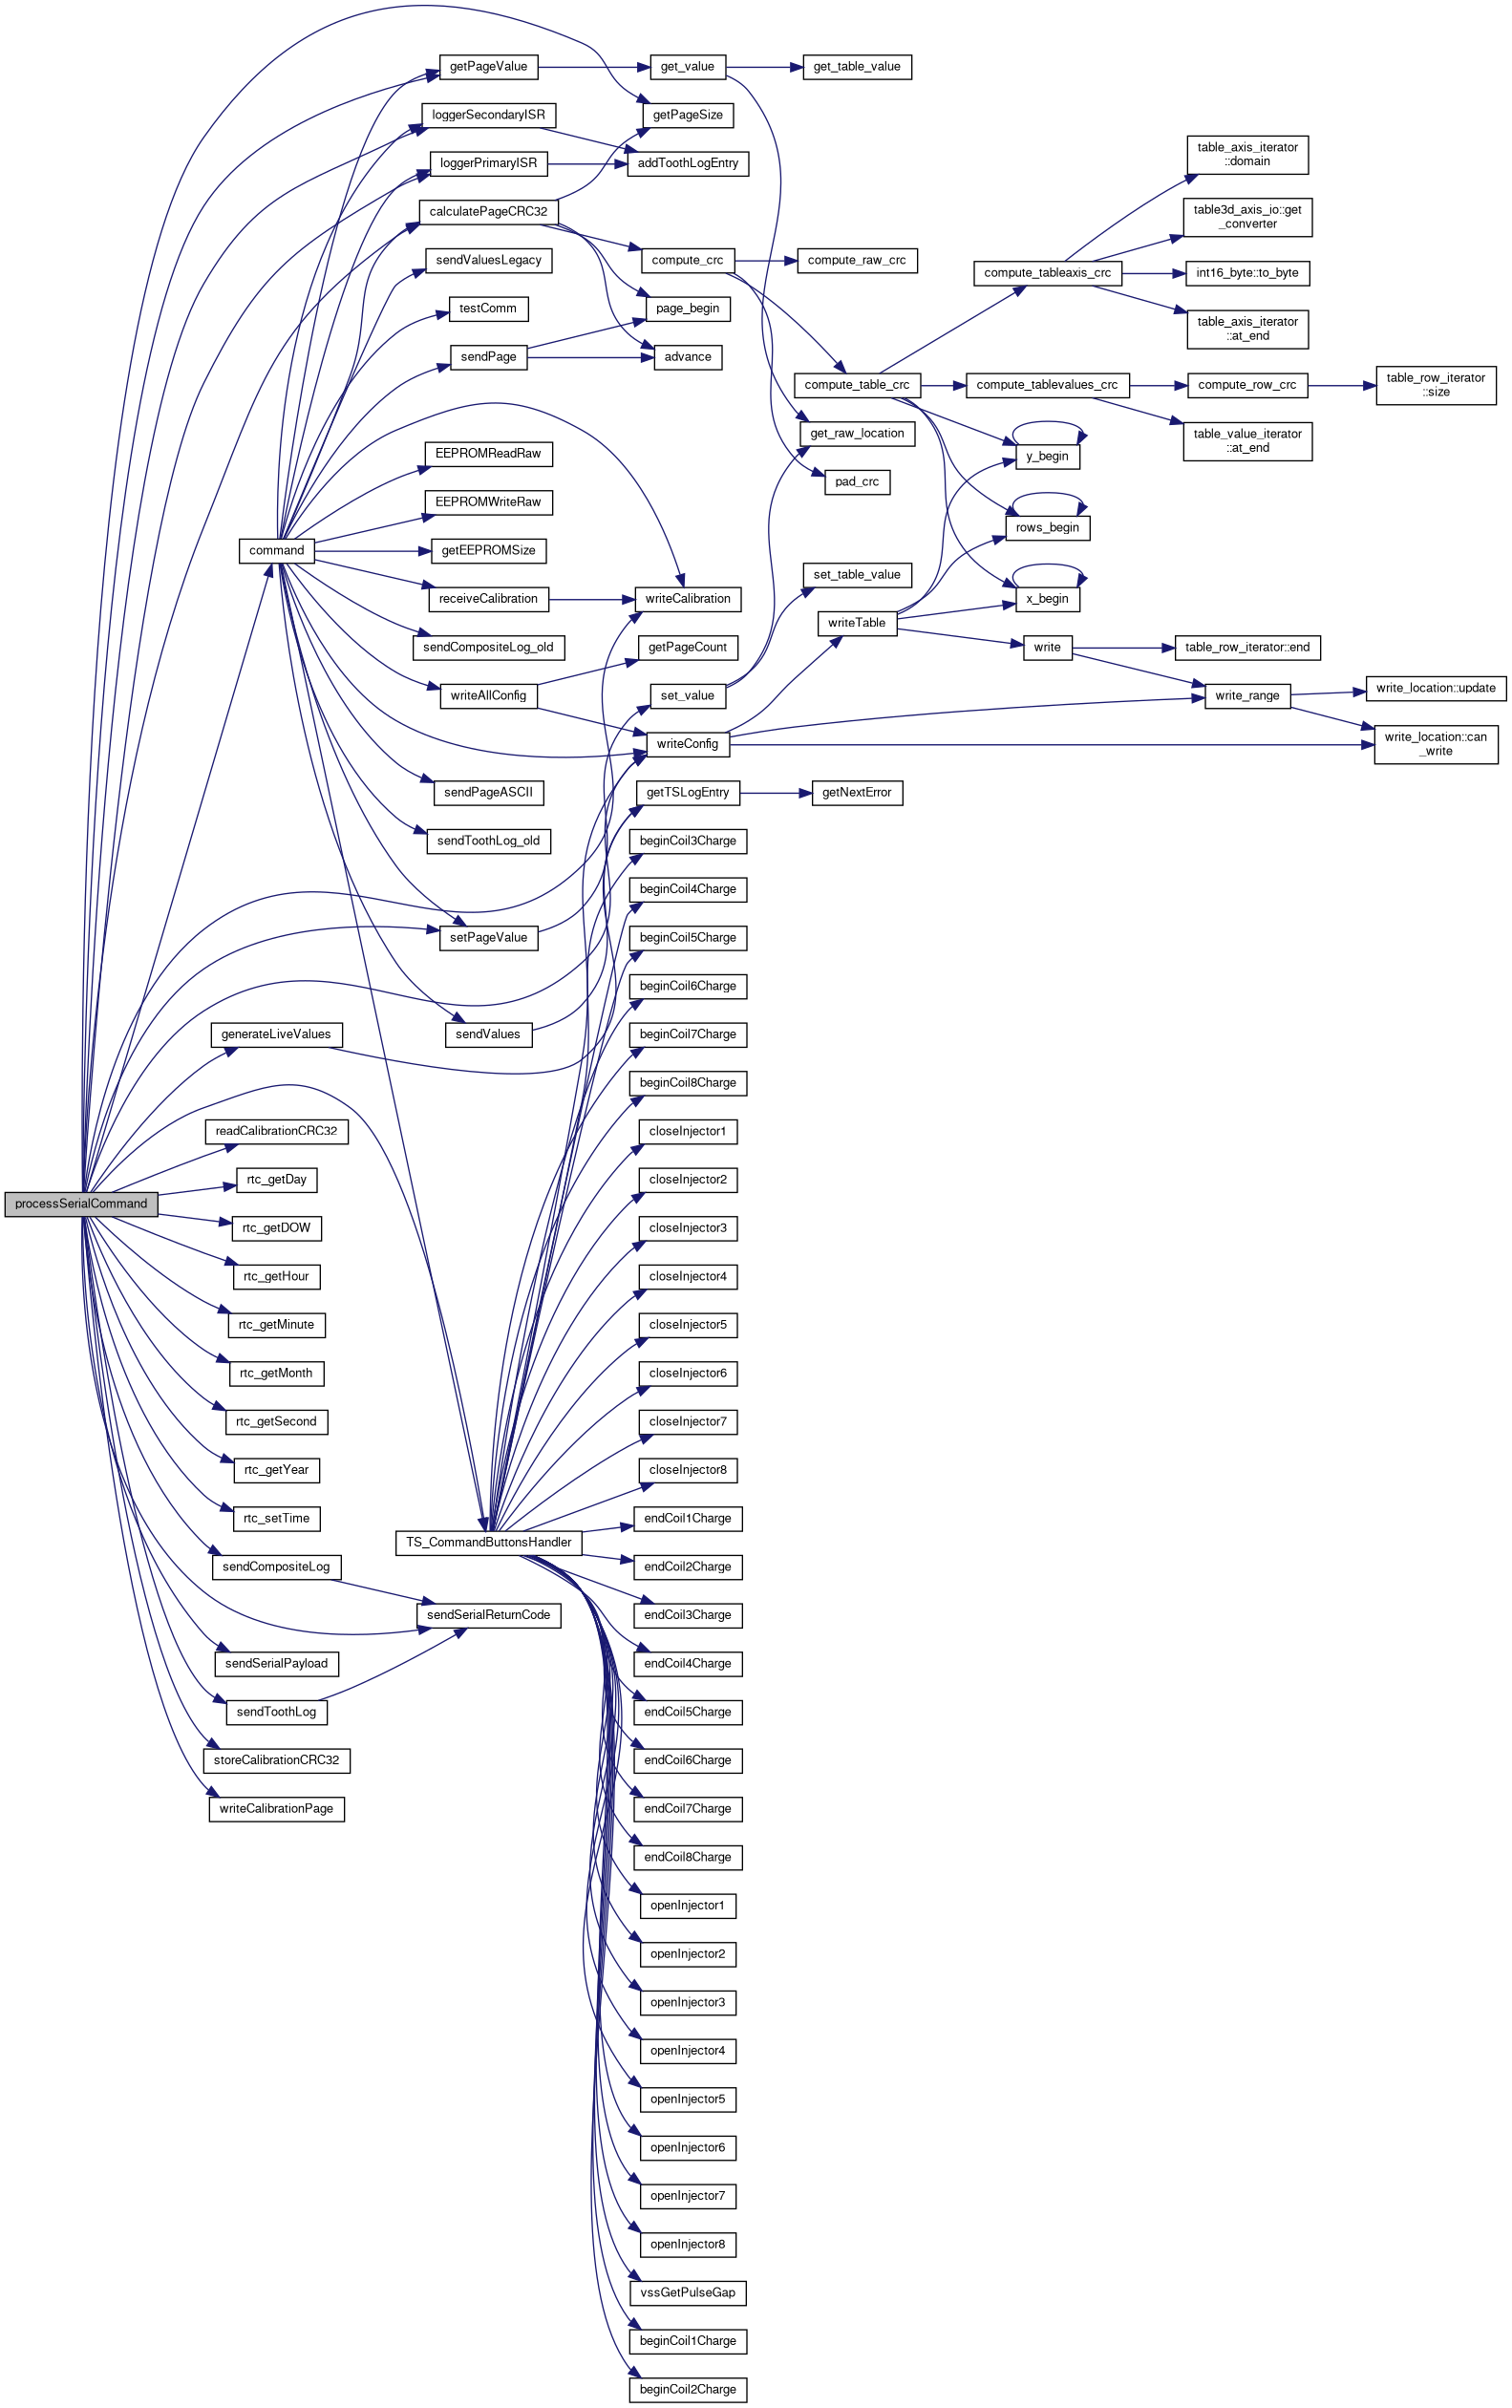 getPageValue
get_value
get_table_value
loggerSecondaryISR
getPageSize
loggerPrimaryISR
addToothLogEntry
table_axis_iterator
::domain
calculatePageCRC32
table3d_axis_io::get
_converter
sendValuesLegacy
compute_crc
compute_raw_crc
compute_tableaxis_crc
int16_byte::to_byte
testComm
page_begin
table_axis_iterator
::at_end
sendPage
advance
compute_table_crc
compute_tablevalues_crc
compute_row_crc
table_row_iterator
::size
get_raw_location
table_value_iterator
::at_end
EEPROMReadRaw
y_begin
pad_crc
EEPROMWriteRaw
rows_begin
command
getEEPROMSize
set_table_value
receiveCalibration
writeCalibration
x_begin
writeTable
sendCompositeLog_old
getPageCount
write
table_row_iterator::end
writeAllConfig
set_value
write_range
write_location::update
writeConfig
write_location::can
_write
sendPageASCII
getTSLogEntry
getNextError
sendToothLog_old
beginCoil3Charge
beginCoil4Charge
setPageValue
beginCoil5Charge
beginCoil6Charge
generateLiveValues
sendValues
beginCoil7Charge
beginCoil8Charge
readCalibrationCRC32
closeInjector1
rtc_getDay
closeInjector2
processSerialCommand
rtc_getDOW
closeInjector3
rtc_getHour
closeInjector4
rtc_getMinute
closeInjector5
rtc_getMonth
closeInjector6
rtc_getSecond
closeInjector7
rtc_getYear
closeInjector8
rtc_setTime
TS_CommandButtonsHandler
endCoil1Charge
sendCompositeLog
endCoil2Charge
sendSerialReturnCode
endCoil3Charge
sendSerialPayload
endCoil4Charge
sendToothLog
endCoil5Charge
storeCalibrationCRC32
endCoil6Charge
writeCalibrationPage
endCoil7Charge
endCoil8Charge
openInjector1
openInjector2
openInjector3
openInjector4
openInjector5
openInjector6
openInjector7
openInjector8
vssGetPulseGap
beginCoil1Charge
beginCoil2Charge